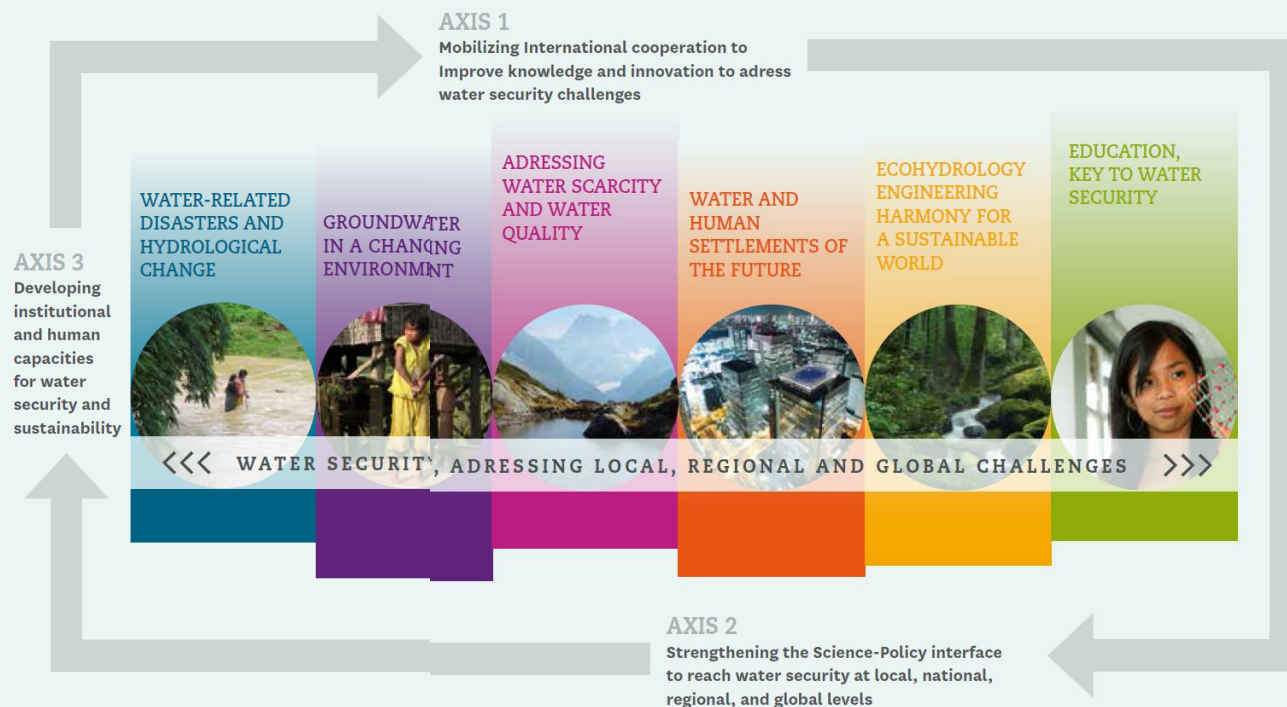 AXIS 1
Mobilizing International cooperation to
Improve knowledge and innovation to adress
water security challenges
WATER-RELATED
DISASTERS AND
HYDROLOGICAL
CHANGE
GROUNDWATER
IN A CHANGING
ENVIRONMENT
ADRESSING
WATER SCARCITY
AND WATER
QUALITY
WATER AND
HUMAN
SETTLEMENTS OF
THE FUTURE
ECOHYDROLOGY
ENGINEERING
HARMONY FOR
A SUSTAINABLE
WORLD
EDUCATION,
KEY TO WATER
SECURITY
AXIS 3
Developing
institutional
and human
capacities
for water
security and
sustainability
<<< WATER SECURITY, ADRESSING LOCAL, REGIONAL AND GLOBAL CHALLENGES >>>
AXIS 2
Strengthening the Science-Policy interface
to reach water security at local, national,
regional, and global levels